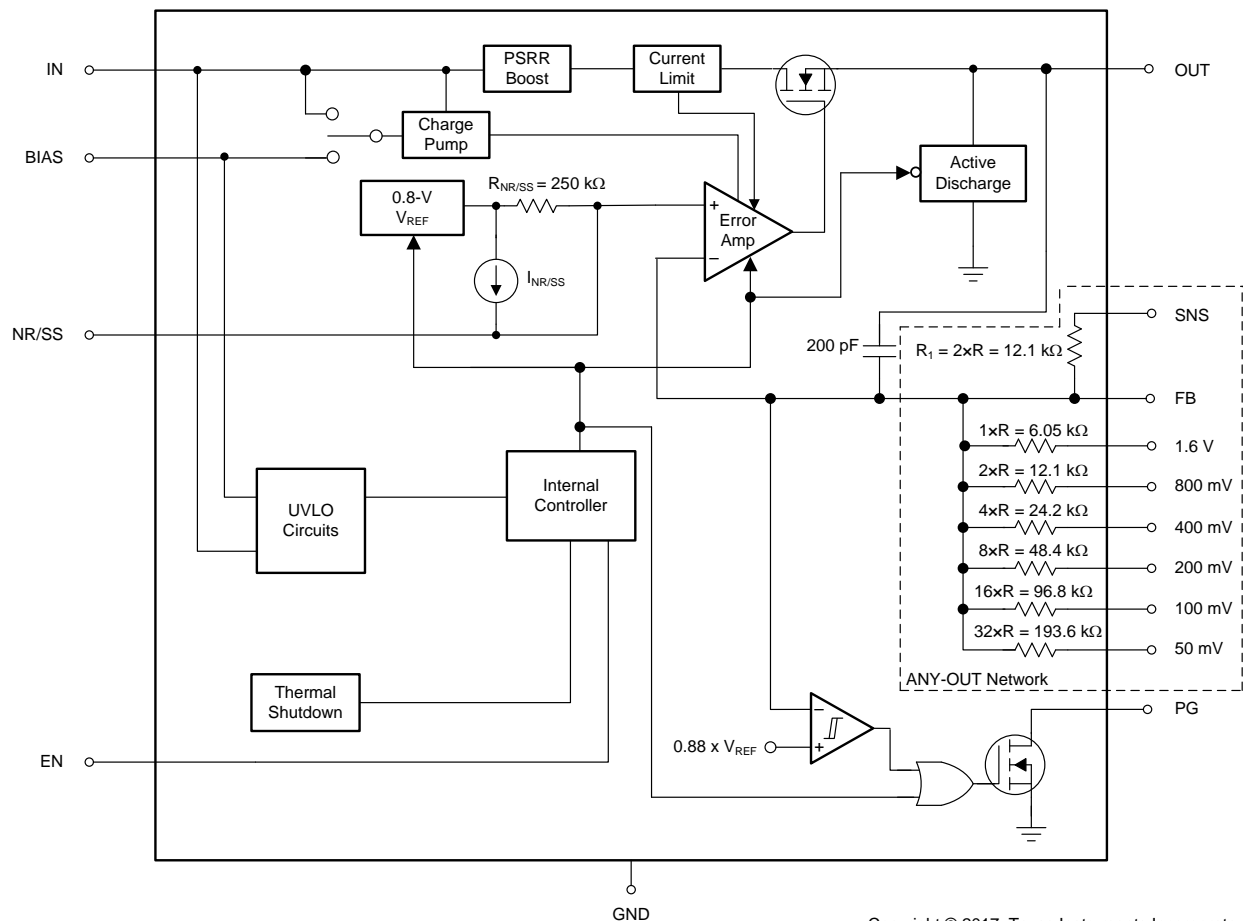 IN
PSRR
Boost
Current
Limit
OUT
Charge
Pump
BIAS
Active
Discharge
0.8-V
VREF
RNR/SS = 250 kΩ
+
Error
Amp
−
INR/SS
NR/SS
SNS
200 pF
R1 = 2×R = 12.1 kΩ
FB
1×R = 6.05 kΩ
1.6 V
2×R = 12.1 kΩ
800 mV
4×R = 24.2 kΩ
400 mV
8×R = 48.4 kΩ
200 mV
16×R = 96.8 kΩ
100 mV
32×R = 193.6 kΩ
50 mV
ANY-OUT Network
UVLO
Circuits
Internal
Controller
Thermal
Shutdown
PG
−
0.88 x VREF
+
EN
GND